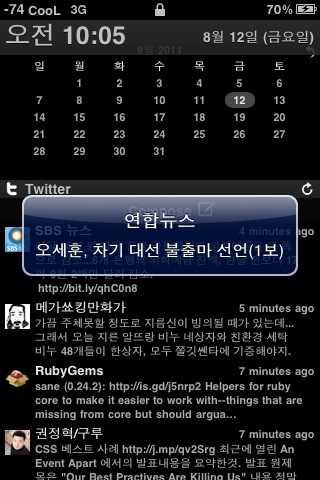 -74 CooL 3G 70%
오전 10:05 8월 12일 (금요일)
8월 2011
일 월 화 수 목 금 토
1 2 3 4 5 6
7 8 9 10 11 12 13
14 15 16 17 18 19 20
21 22 23 24 25 26 27
28 29 30 31
Twitter
Compose
SBS 뉴스 4 minutes ago
연합뉴스
오세훈, 차기 대선 불출마 선언(1보)
http://bit.ly/qhC0n8
메가쑈킹만화가 5 minutes ago
가끔 주체못할 정도로 지름신이 빙의될 때가 있는데...
그래서 오늘 지른 알뜨랑 비누 네상자와 친환경 세탁
비누 48개들이 한상자, 모두 쫄깃쎈타에 기증해야지.
RubyGems 7 minutes ago
sane (0.24.2): http://is.gd/j5nrp2 Helpers for ruby
core to make it easier to work with--things that are
missing from core but should argua...
권정혁/구루 7 minutes ago
CSS 베스트 사례 http://j.mp/qv2Srg 최근에 열린 An
Event Apart 에서의 발표내용을 요약한것. 발표 원제
목은 "Our Best Practives Are Killing Us" 내용 정말